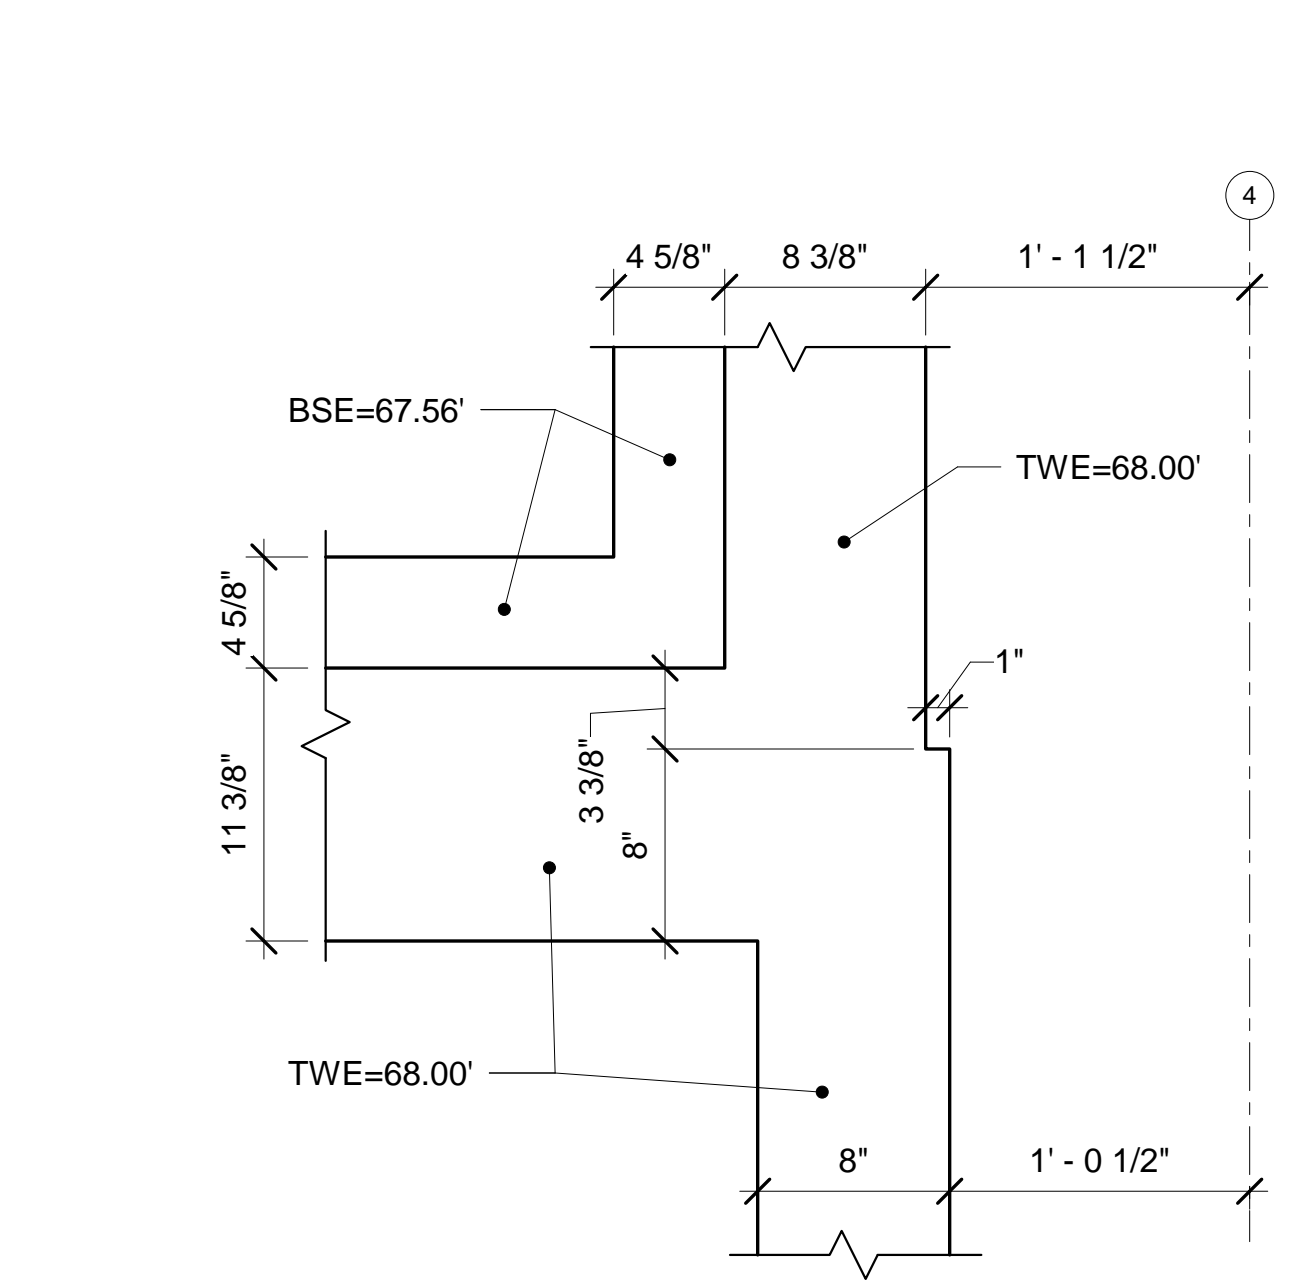 4
4 5/8"
8 3/8"
1' - 1 1/2"
BSE=67.56'
TWE=68.00'
4 5/8"
1"
11 3/8"
3 3/8"
8"
TWE=68.00'
8"
1' - 0 1/2"